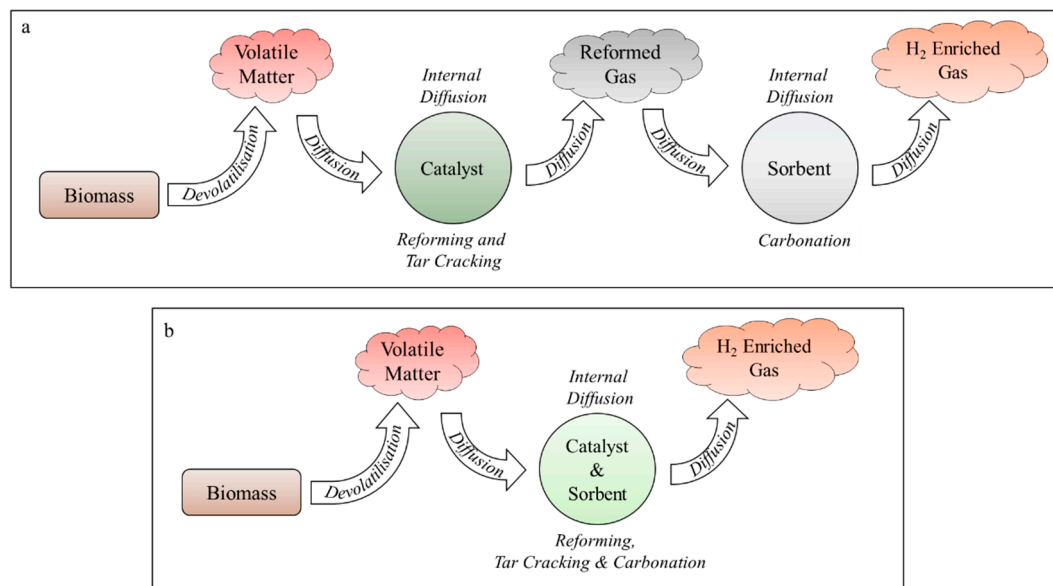 a
Volatile
Matter
Reformed
Gas
H₂ Enriched
Gas
Internal
Diffusion
Internal
Diffusion
Biomass
Devolatilisation
Diffusion
Catalyst
Diffusion
Diffusion
Sorbent
Diffusion
Reforming and
Tar Cracking
Carbonation
b
Volatile
Matter
H₂ Enriched
Gas
Internal
Diffusion
Biomass
Devolatilisation
Diffusion
Catalyst
&
Sorbent
Diffusion
Reforming,
Tar Cracking & Carbonation